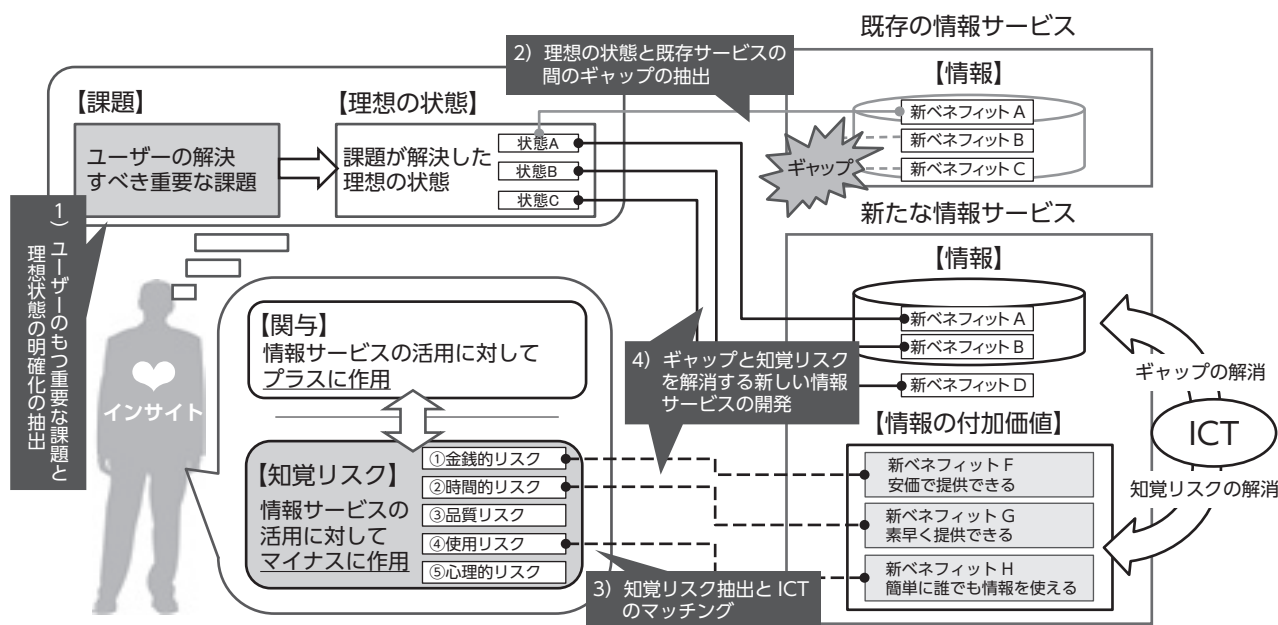 既存の情報サービス
2）理想の状態と既存サービスの
間のギャップの抽出
【課題】
ユーザーの解決
すべき重要な課題
【理想の状態】
課題が解決した
理想の状態
状態A
状態B
状態C
【情報】
新ベネフィット A
新ベネフィット B
新ベネフィット C
ギャップ
1）ユーザーのもつ重要な課題と
理想状態の明確化の抽出
インサイト
【関与】
情報サービスの活用に対して
プラスに作用
【知覚リスク】
情報サービスの
活用に対して
マイナスに作用
①金銭的リスク
②時間的リスク
③品質リスク
④使用リスク
⑤心理的リスク
4）ギャップと知覚リスク
を解消する新しい情報
サービスの開発
3）知覚リスク抽出と ICT
のマッチング
新たな情報サービス
【情報】
新ベネフィット A
新ベネフィット B
新ベネフィット D
【情報の付加価値】
新ベネフィット F
安価で提供できる
新ベネフィット G
素早く提供できる
新ベネフィット H
簡単に誰でも情報を使える
ギャップの解消
ICT
知覚リスクの解消